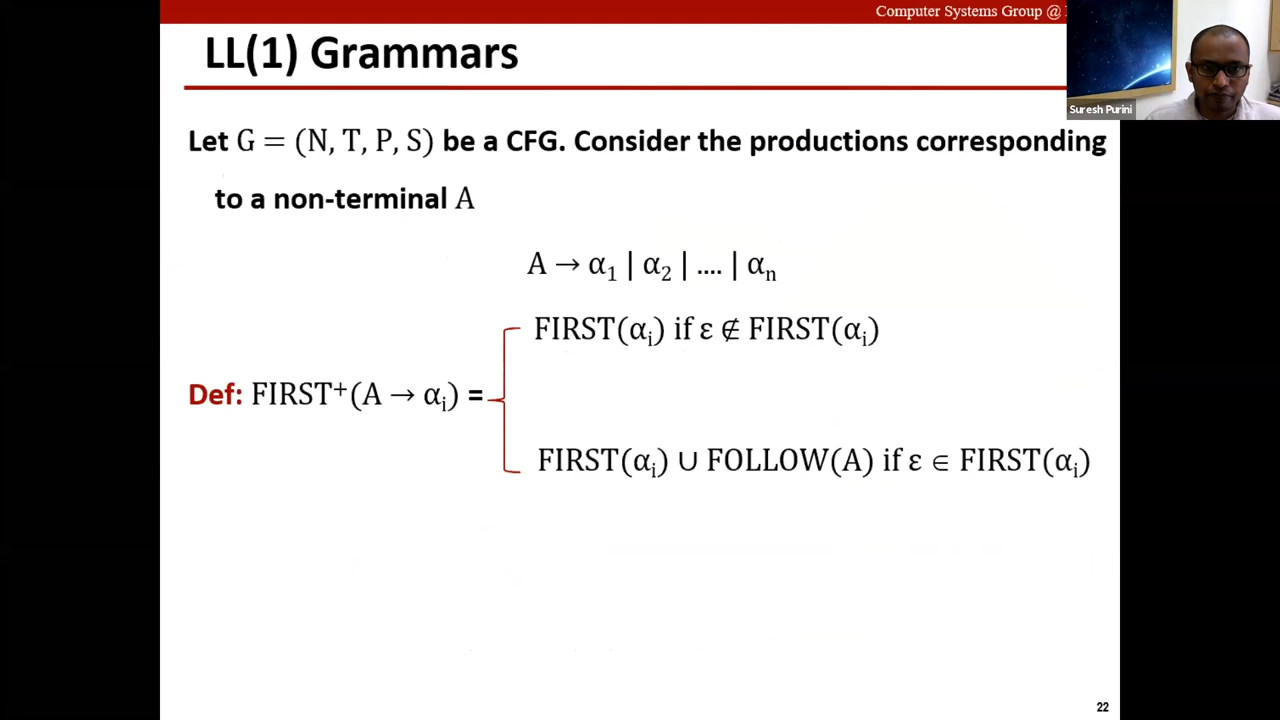 Computer Systems Group @
LL(1) Grammars
Suresh Purini
Let G = (N, T, P, S) be a CFG. Consider the productions corresponding
to a non-terminal A
A → α₁ | α₂ | .... | αₙ
FIRST(αᵢ) if ε ∉ FIRST(αᵢ)
Def: FIRST⁺(A → αᵢ) =
FIRST(αᵢ) ∪ FOLLOW(A) if ε ∈ FIRST(αᵢ)
22